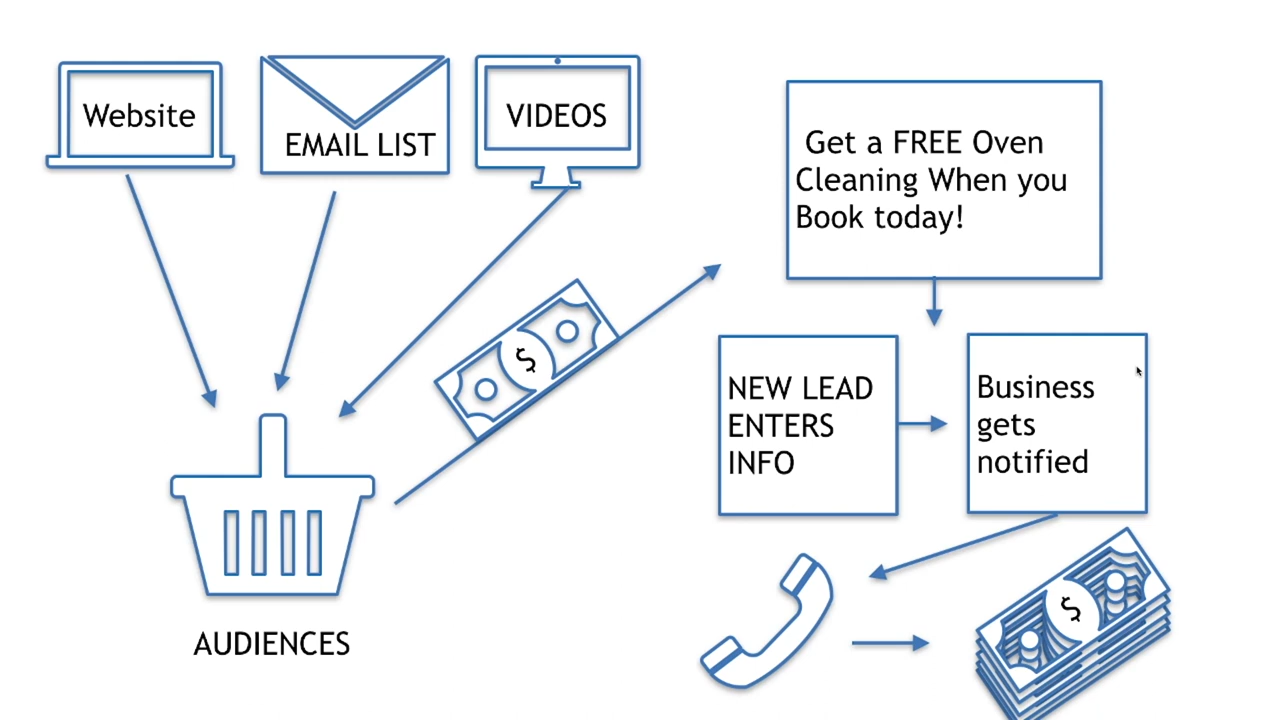 Website
EMAIL LIST
VIDEOS
Get a FREE Oven
Cleaning When you
Book today!
$
NEW LEAD
ENTERS
INFO
Business
gets
notified
$
AUDIENCES